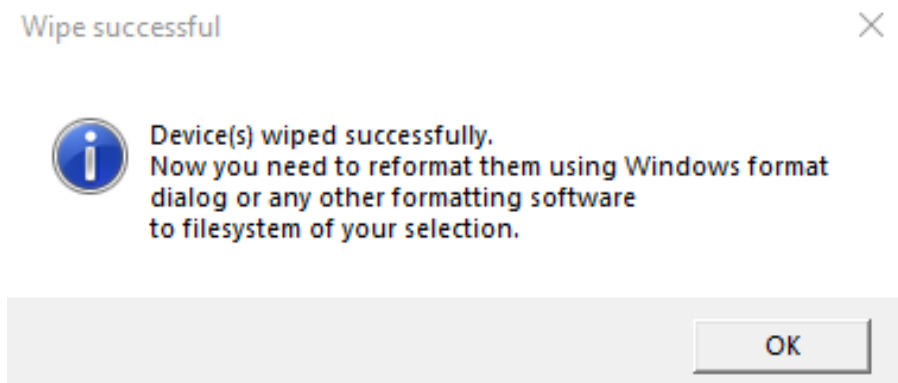 Wipe successful
Device(s) wiped successfully.
Now you need to reformat them using Windows format
dialog or any other formatting software
to filesystem of your selection.
OK